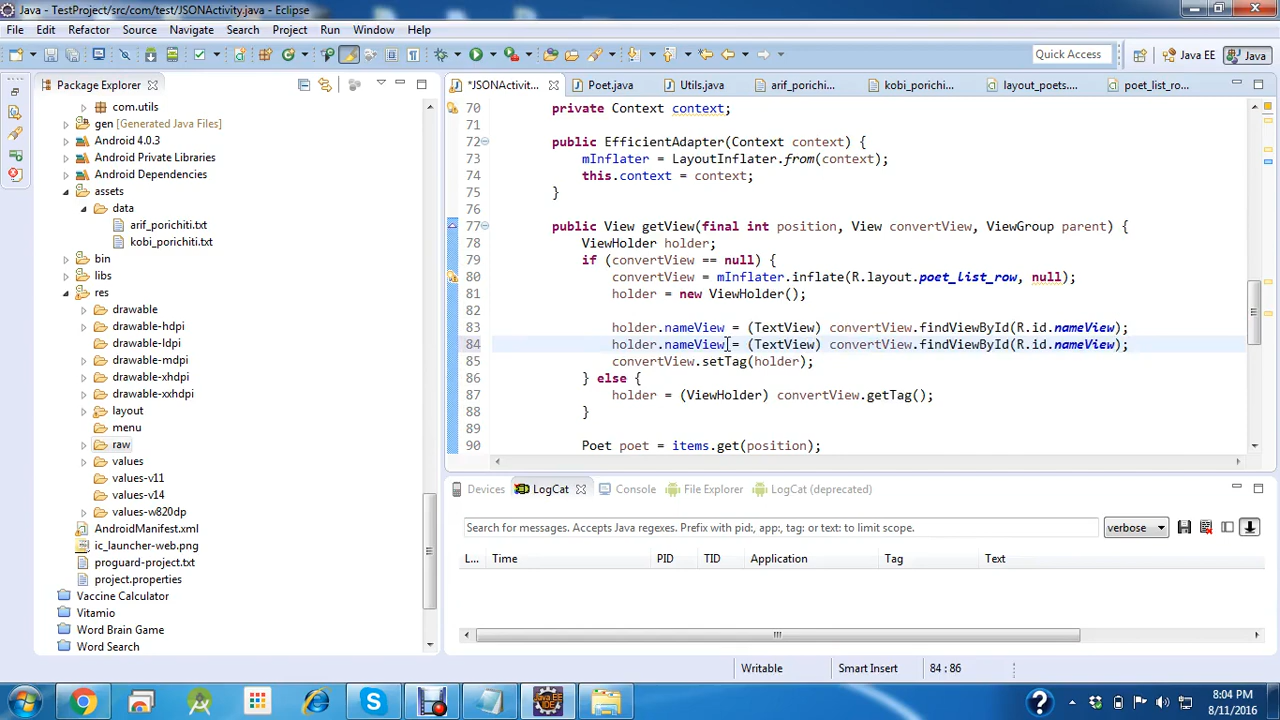 Java - TestProject/src/com/test/JSONActivity.java - Eclipse
File Edit Refactor Source Navigate Search Project Run Window Help
Quick Access Java EE Java
Package Explorer
*JSONActivit... Poet.java Utils.java arif_porichi... kobi_porichi... layout_poets.... poet_list_ro...
com.utils
gen [Generated Java Files]
Android 4.0.3
Android Private Libraries
Android Dependencies
assets
data
arif_porichiti.txt
kobi_porichiti.txt
bin
libs
res
drawable
drawable-hdpi
drawable-ldpi
drawable-mdpi
drawable-xhdpi
drawable-xxhdpi
layout
menu
raw
values
values-v11
values-v14
values-w820dp
AndroidManifest.xml
ic_launcher-web.png
proguard-project.txt
project.properties
Vaccine Calculator
Vitamio
Word Brain Game
Word Search
70 private Context context;
71
72 public EfficientAdapter(Context context) {
73 mInflater = LayoutInflater.from(context);
74 this.context = context;
75 }
76
77 public View getView(final int position, View convertView, ViewGroup parent) {
78 ViewHolder holder;
79 if (convertView == null) {
80 convertView = mInflater.inflate(R.layout.poet_list_row, null);
81 holder = new ViewHolder();
82
83 holder.nameView = (TextView) convertView.findViewById(R.id.nameView);
84 holder.nameView = (TextView) convertView.findViewById(R.id.nameView);
85 convertView.setTag(holder);
86 } else {
87 holder = (ViewHolder) convertView.getTag();
88 }
89
90 Poet poet = items.get(position);
Devices LogCat Console File Explorer LogCat (deprecated)
Search for messages. Accepts Java regexes. Prefix with pid:, app:, tag: or text: to limit scope. verbose
L... Time PID TID Application Tag Text
Writable Smart Insert 84 : 86
8:04 PM
8/11/2016